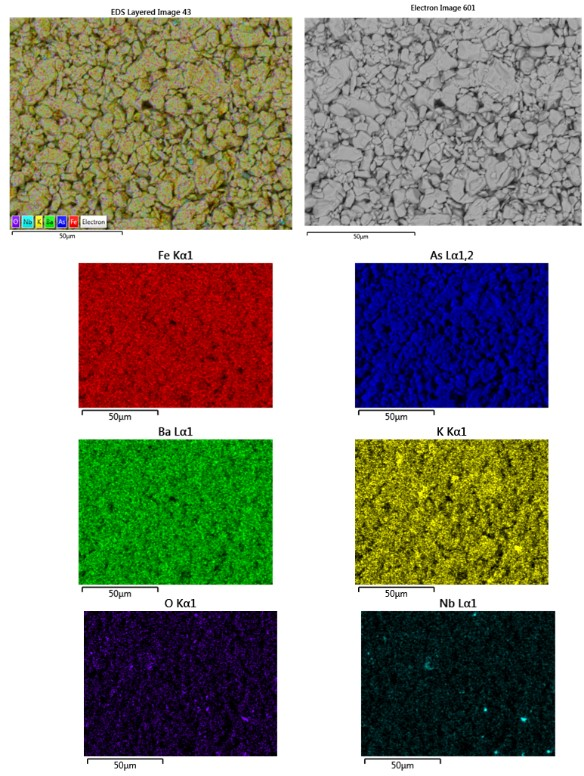 EDS Layered Image 43
Electron Image 601
O Nb K Ba As Fe Electron
50µm
50µm
Fe Kα1
As Lα1,2
50µm
50µm
Ba Lα1
K Kα1
50µm
50µm
O Kα1
Nb Lα1
50µm
50µm